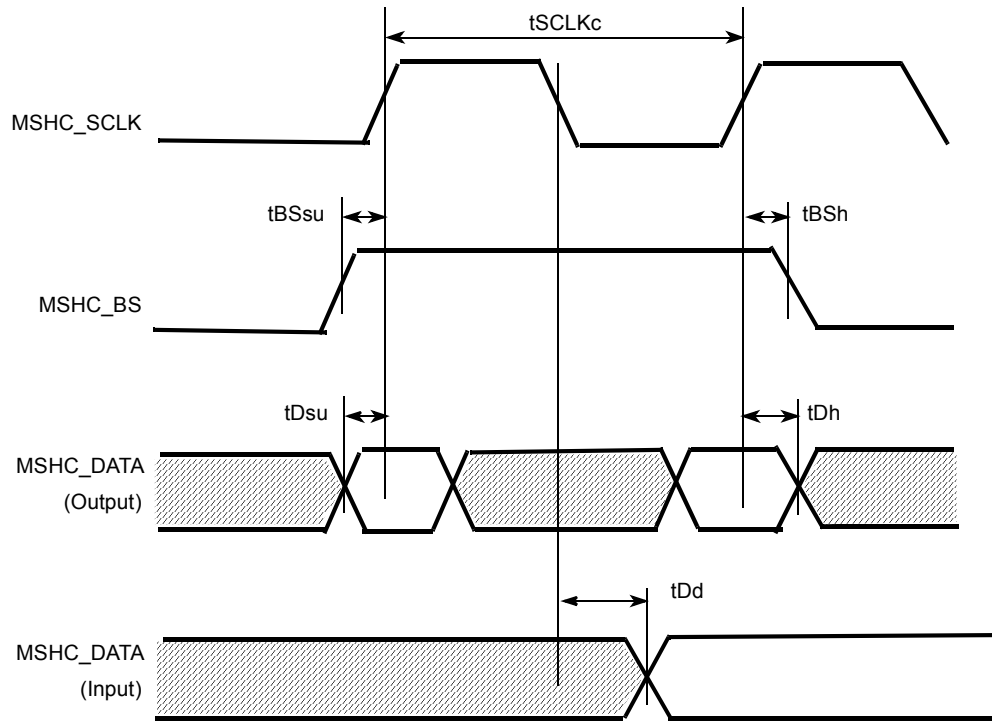 tSCLKc
MSHC_SCLK
tBSsu
tBSh
MSHC_BS
tDsu
tDh
MSHC_DATA
(Output)
tDd
MSHC_DATA
(Input)